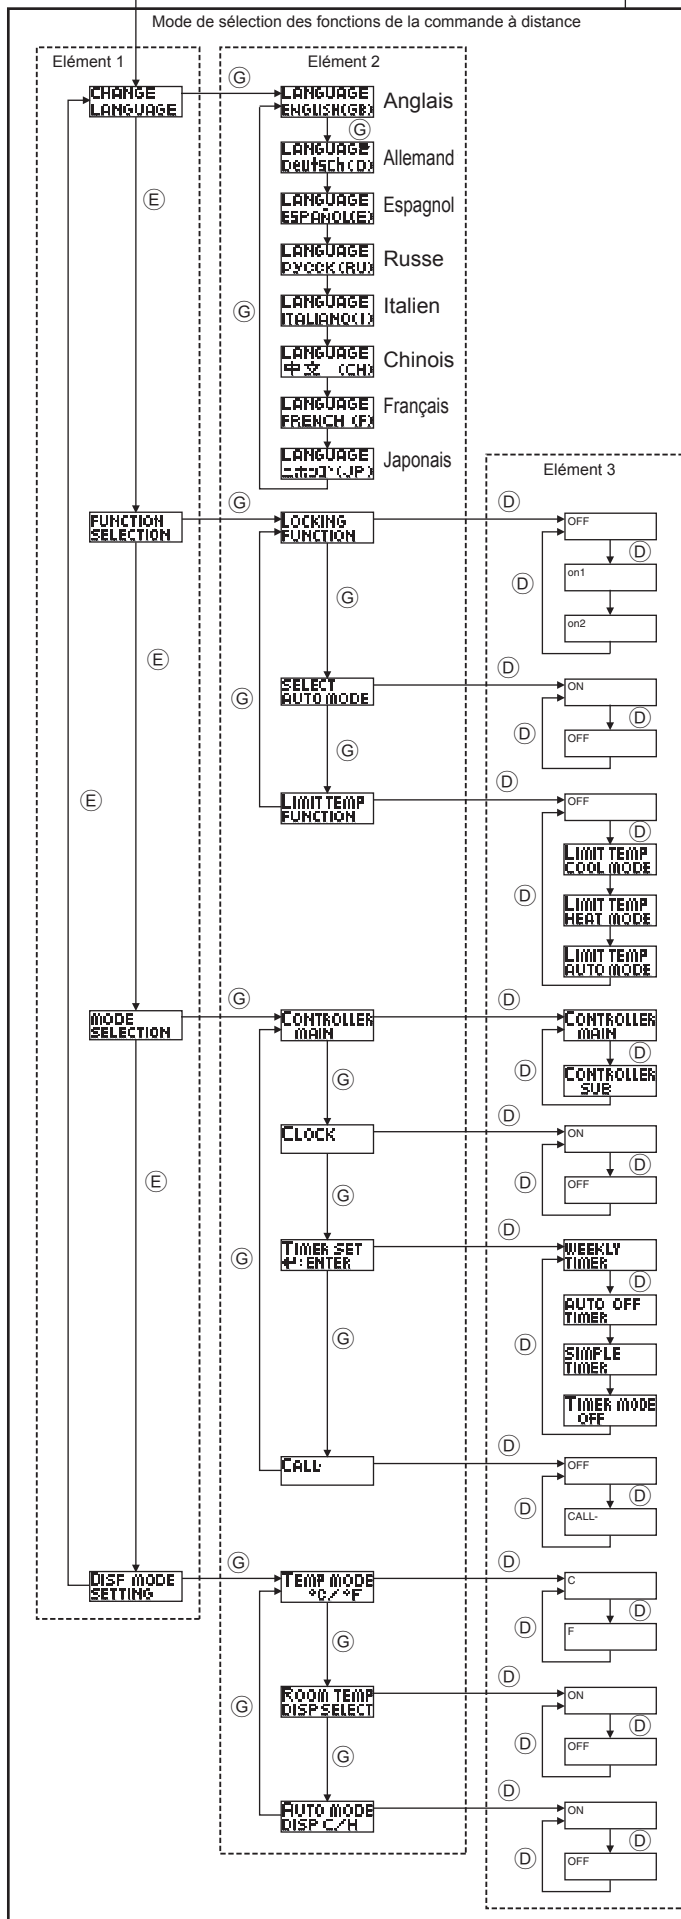 Mode de sélection des fonctions de la commande à distance
Elément 1
Elément 2
CHANGE
LANGUAGE
G
LANGUAGE
ENGLISH(GB)
Anglais
G
LANGUAGE
Deutsch(D)
Allemand
E
LANGUAGE
ESPAÑOL(E)
Espagnol
LANGUAGE
РУССК(RU)
Russe
G
LANGUAGE
ITALIANO(I)
Italien
LANGUAGE
中文 (CH)
Chinois
LANGUAGE
FRENCH (F)
Français
LANGUAGE
ニホンゴ(JP)
Japonais
Elément 3
FUNCTION
SELECTION
G
LOCKING
FUNCTION
D
OFF
D
D
on1
G
on2
E
G
SELECT
AUTO MODE
D
ON
D
D
G
OFF
E
LIMIT TEMP
FUNCTION
D
OFF
D
LIMIT TEMP
COOL MODE
D
LIMIT TEMP
HEAT MODE
LIMIT TEMP
AUTO MODE
MODE
SELECTION
G
CONTROLLER
MAIN
D
CONTROLLER
MAIN
D
D
CONTROLLER
SUB
G
CLOCK
D
ON
D
D
E
G
OFF
G
TIMER SET
↵:ENTER
D
WEEKLY
TIMER
D
AUTO OFF
TIMER
D
G
SIMPLE
TIMER
TIMER MODE
OFF
CALL-
D
OFF
D
D
CALL-
DISP MODE
SETTING
G
TEMP MODE
°C/°F
D
C
D
D
F
G
ROOM TEMP
DISP SELECT
D
ON
G
D
D
G
OFF
AUTO MODE
DISP C/H
D
ON
D
D
OFF